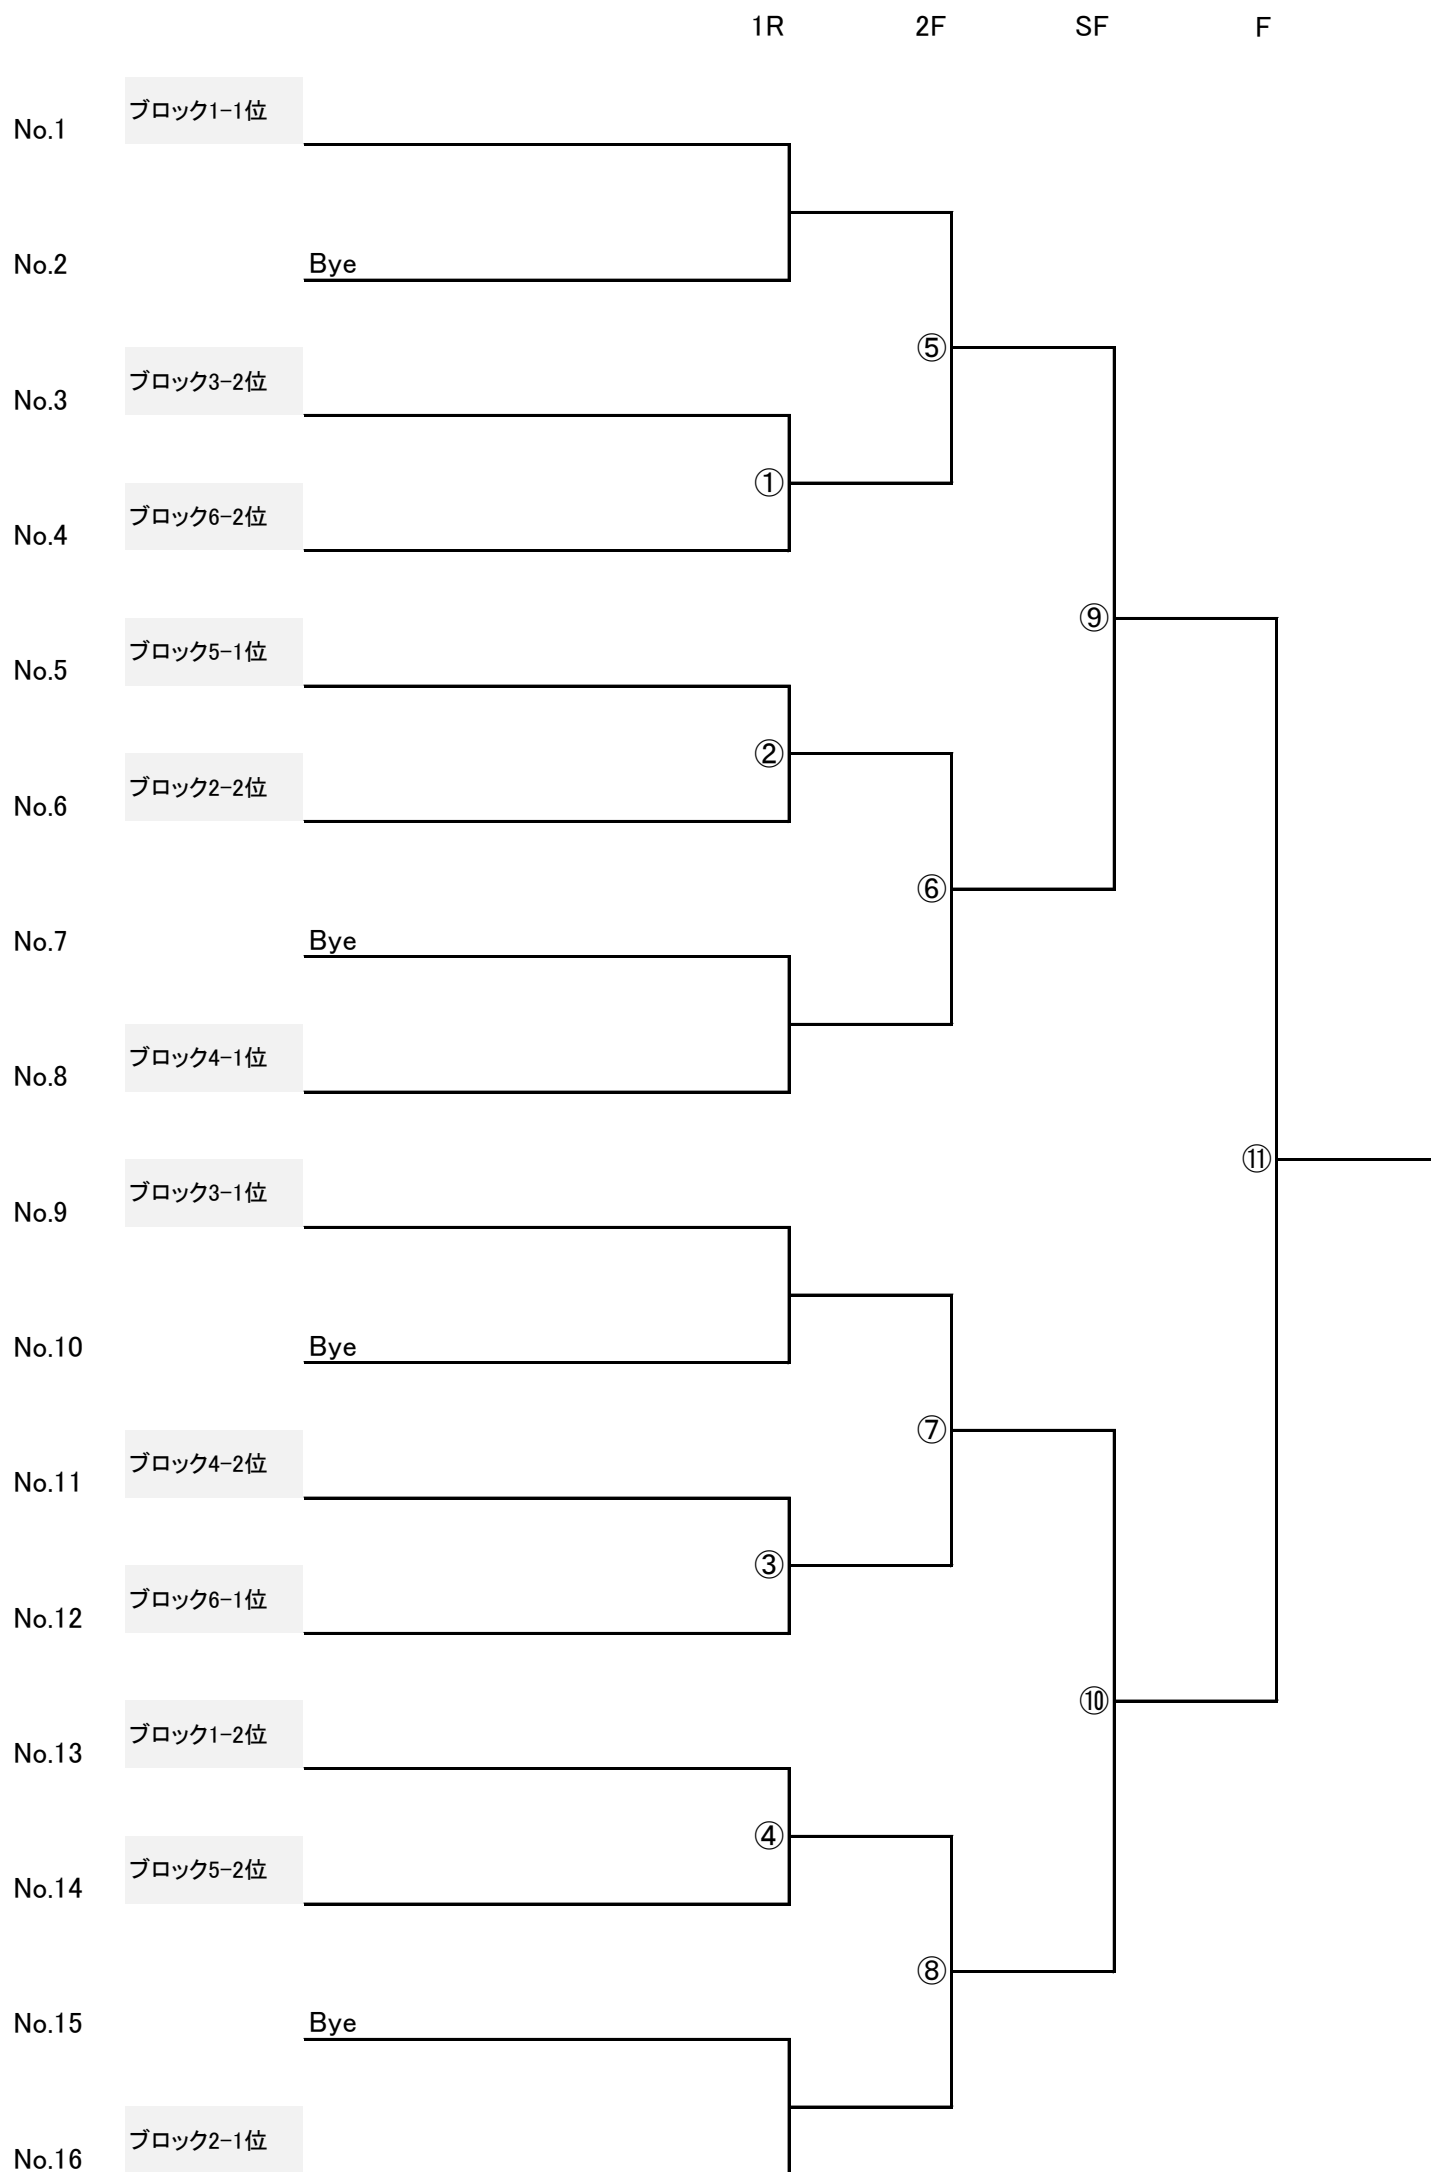 1R 2F SF F
No.1 ブロック1-1位
No.2 Bye
⑤
No.3 ブロック3-2位
①
No.4 ブロック6-2位
⑨
No.5 ブロック5-1位
②
No.6 ブロック2-2位
⑥
No.7 Bye
No.8 ブロック4-1位
⑪
No.9 ブロック3-1位
No.10 Bye
⑦
No.11 ブロック4-2位
③
No.12 ブロック6-1位
⑩
No.13 ブロック1-2位
④
No.14 ブロック5-2位
⑧
No.15 Bye
No.16 ブロック2-1位